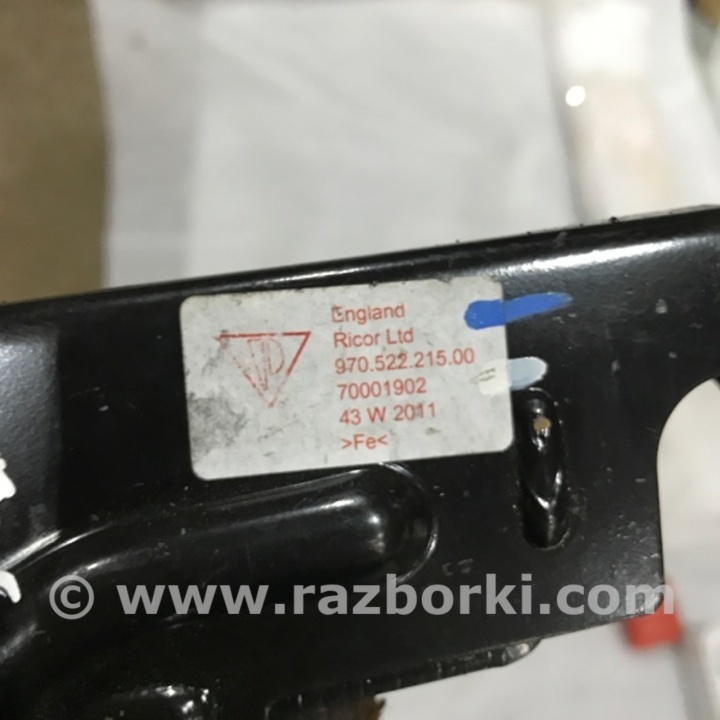 England
Ricor Ltd
970.522.215.00
70001902
43 W 2011
>Fe<
© www.razborki.com